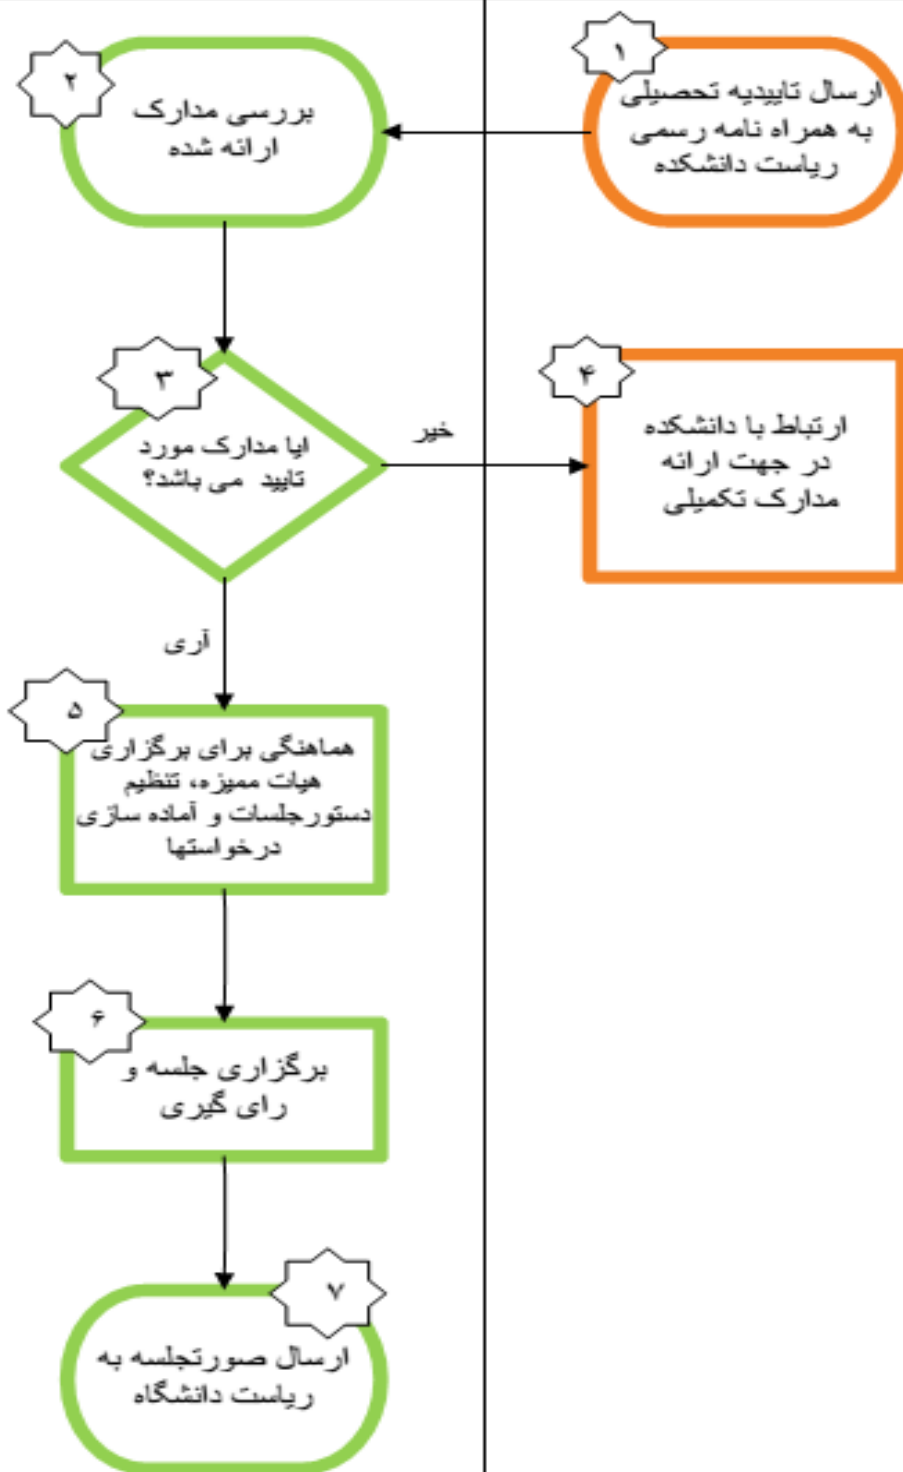 ۱
ارسال تاییدیه تحصیلی
به همراه نامه رسمی
ریاست دانشکده
۲
بررسی مدارک
ارائه شده
۳
ایا مدارک مورد
تایید می باشد؟
خیر
۴
ارتباط با دانشکده
در جهت ارائه
مدارک تکمیلی
آری
۵
هماهنگی برای برگزاری
هیات ممیزه، تنظیم
دستورجلسات و آماده سازی
درخواستها
۶
برگزاری جلسه و
رای گیری
۷
ارسال صورتجلسه به
ریاست دانشگاه